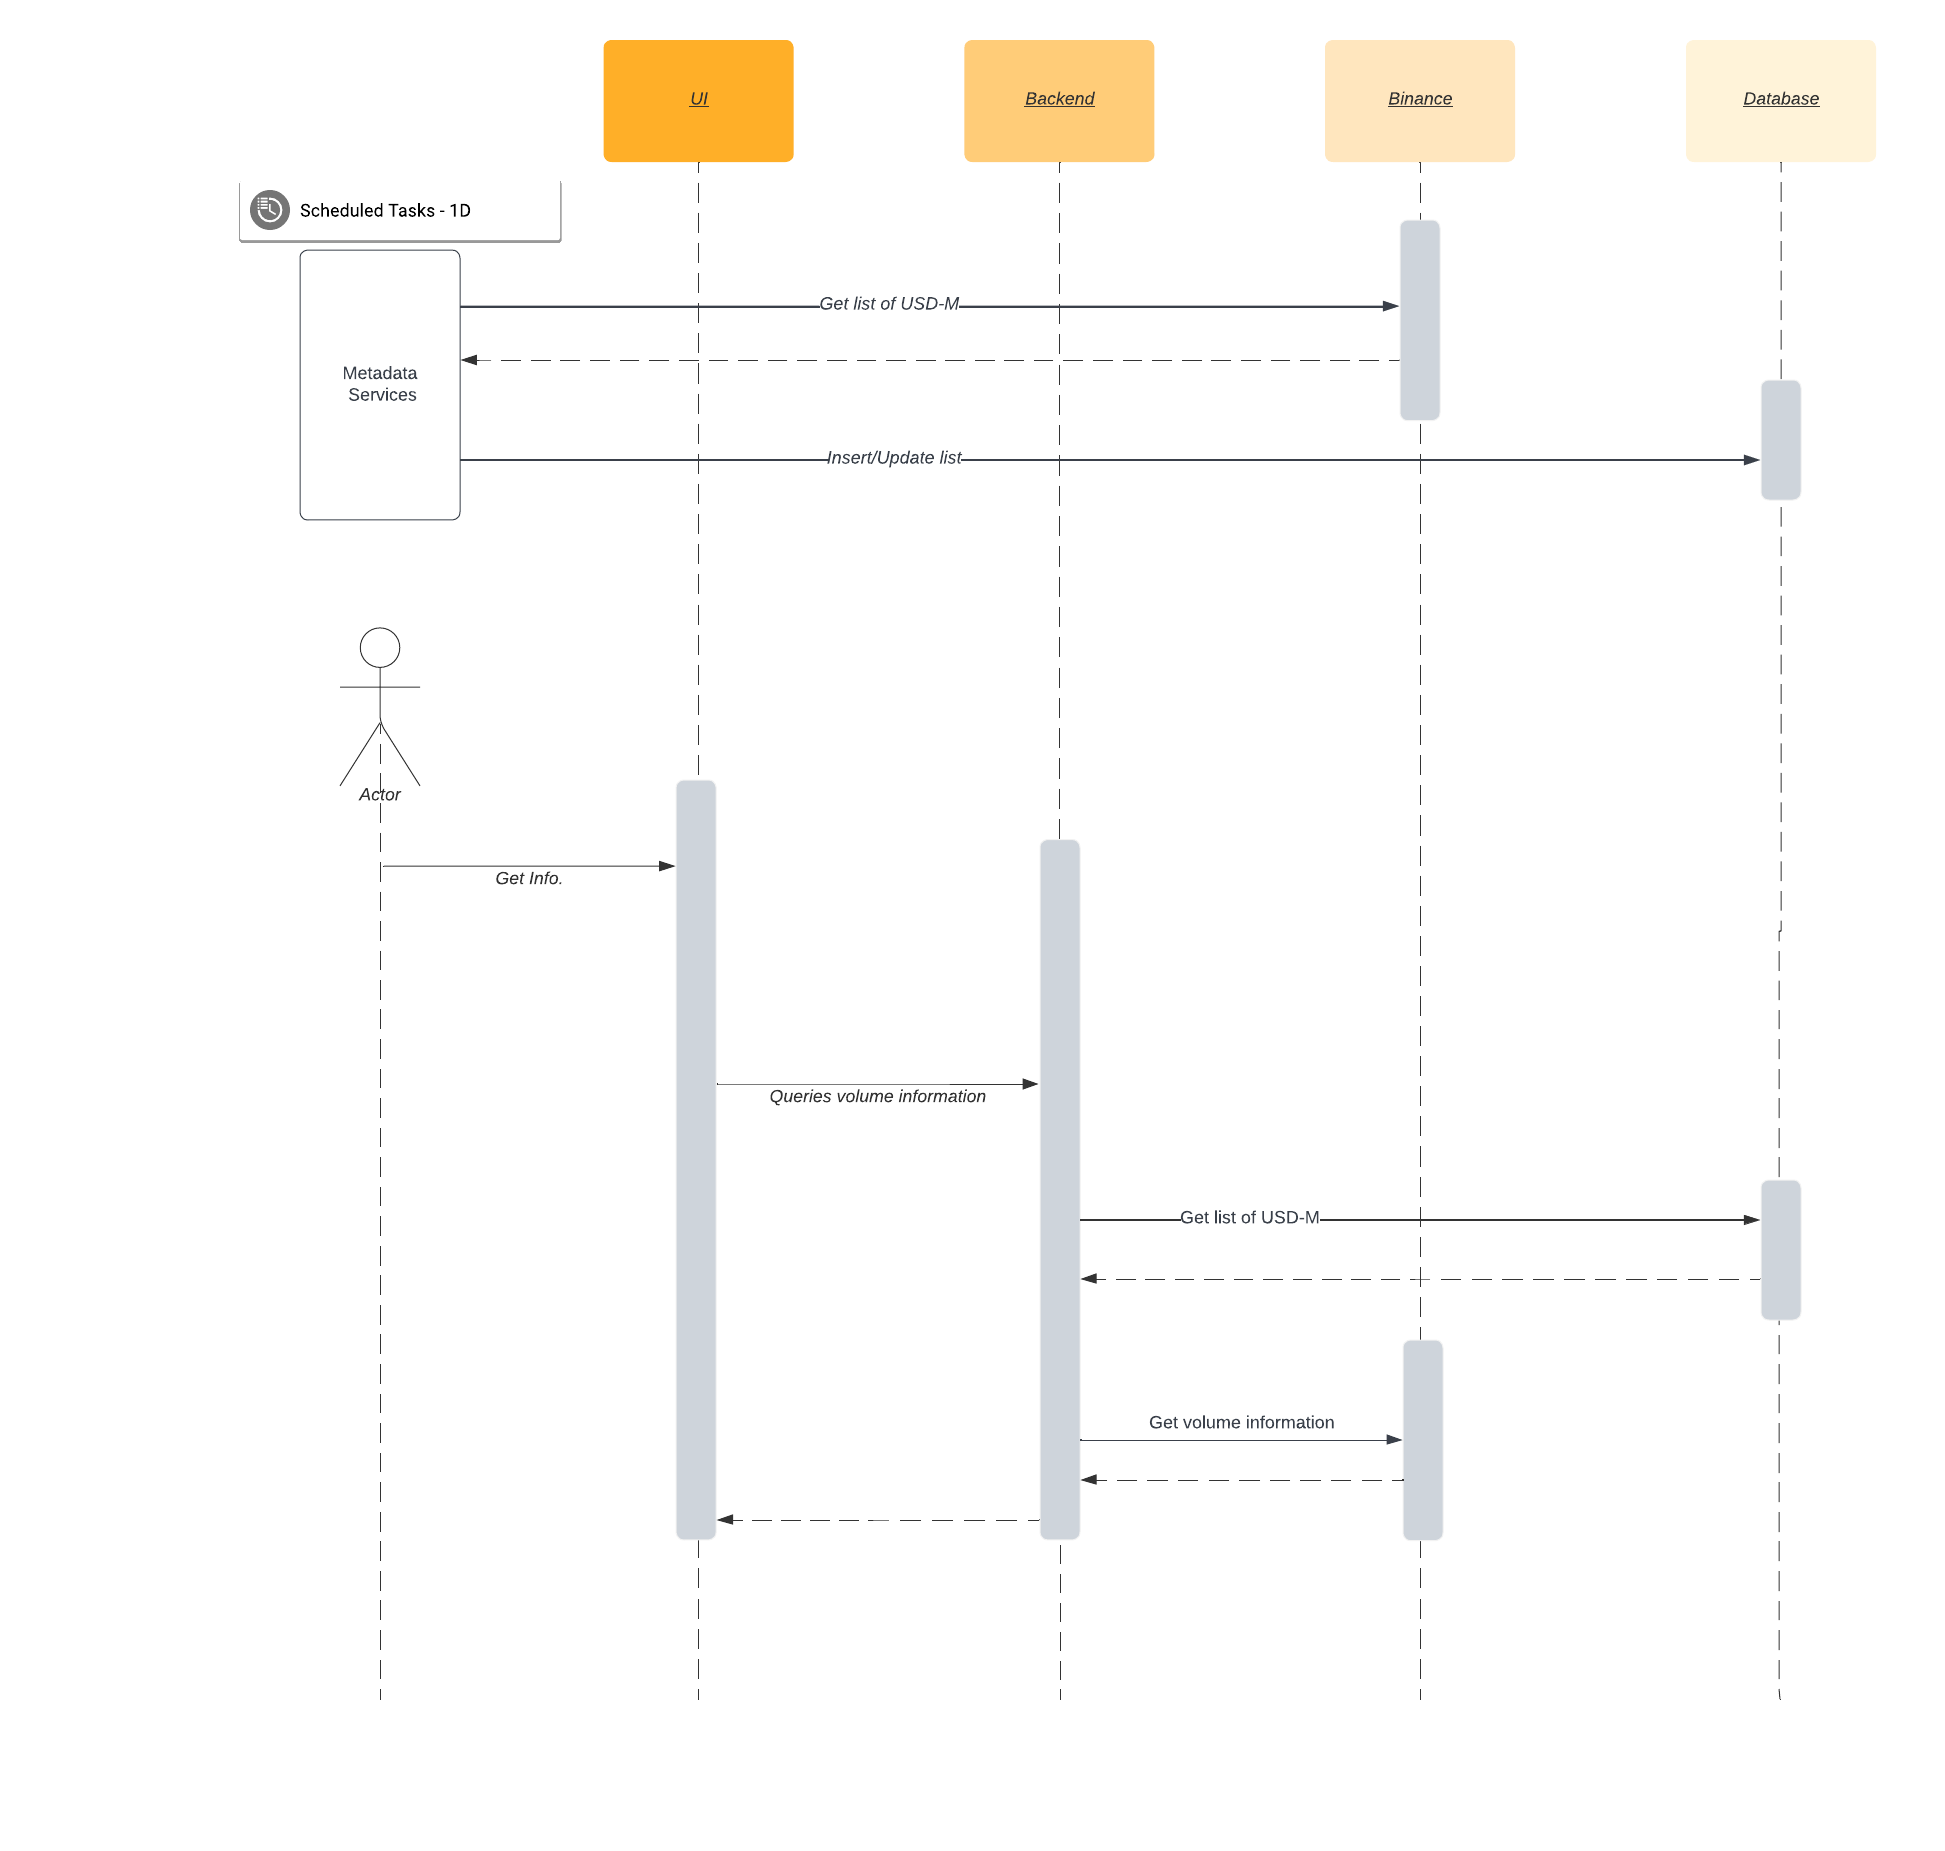 UI
Backend
Binance
Database
Scheduled Tasks - 1D
Get list of USD-M
Metadata
Services
Insert/Update list
Actor
Get Info.
Queries volume information
Get list of USD-M
Get volume information